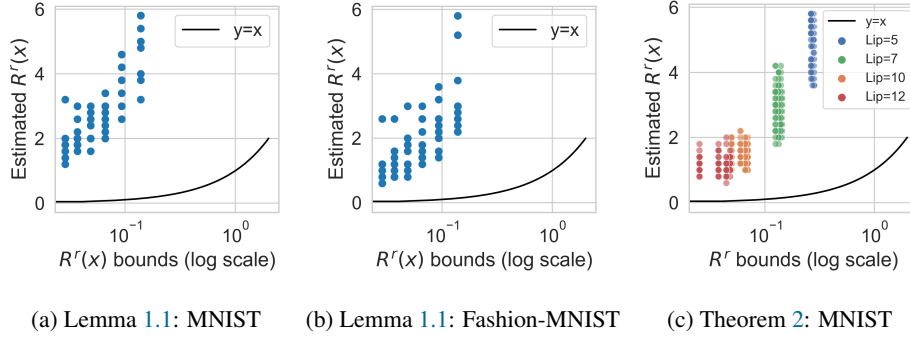 6
4
2
0
Estimated R^r(x)
10^-1
10^0
R^r(x) bounds (log scale)
y=x
(a) Lemma 1.1: MNIST
6
4
2
0
Estimated R^r(x)
10^-1
10^0
R^r(x) bounds (log scale)
y=x
(b) Lemma 1.1: Fashion-MNIST
6
4
2
0
Estimated R^r(x)
10^-1
10^0
R^r bounds (log scale)
y=x
Lip=5
Lip=7
Lip=10
Lip=12
(c) Theorem 2: MNIST